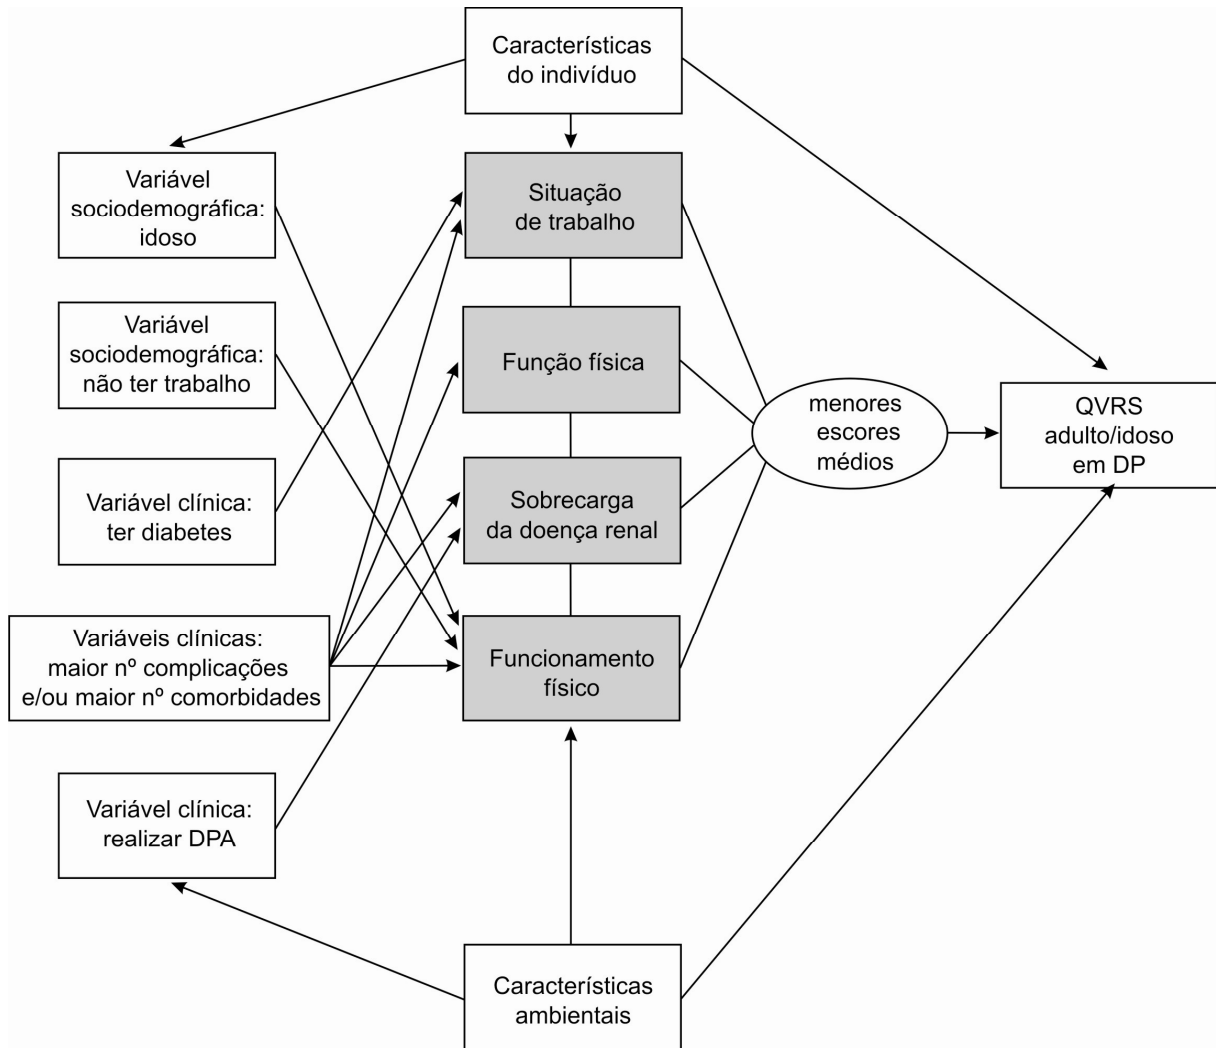 Características
do indivíduo
Variável
sociodemográfica:
idoso
Situação
de trabalho
Variável
sociodemográfica:
não ter trabalho
Função física
menores
escores
médios
QVRS
adulto/idoso
em DP
Variável clínica:
ter diabetes
Sobrecarga
da doença renal
Variáveis clínicas:
maior nº complicações
e/ou maior nº comorbidades
Funcionamento
físico
Variável clínica:
realizar DPA
Características
ambientais